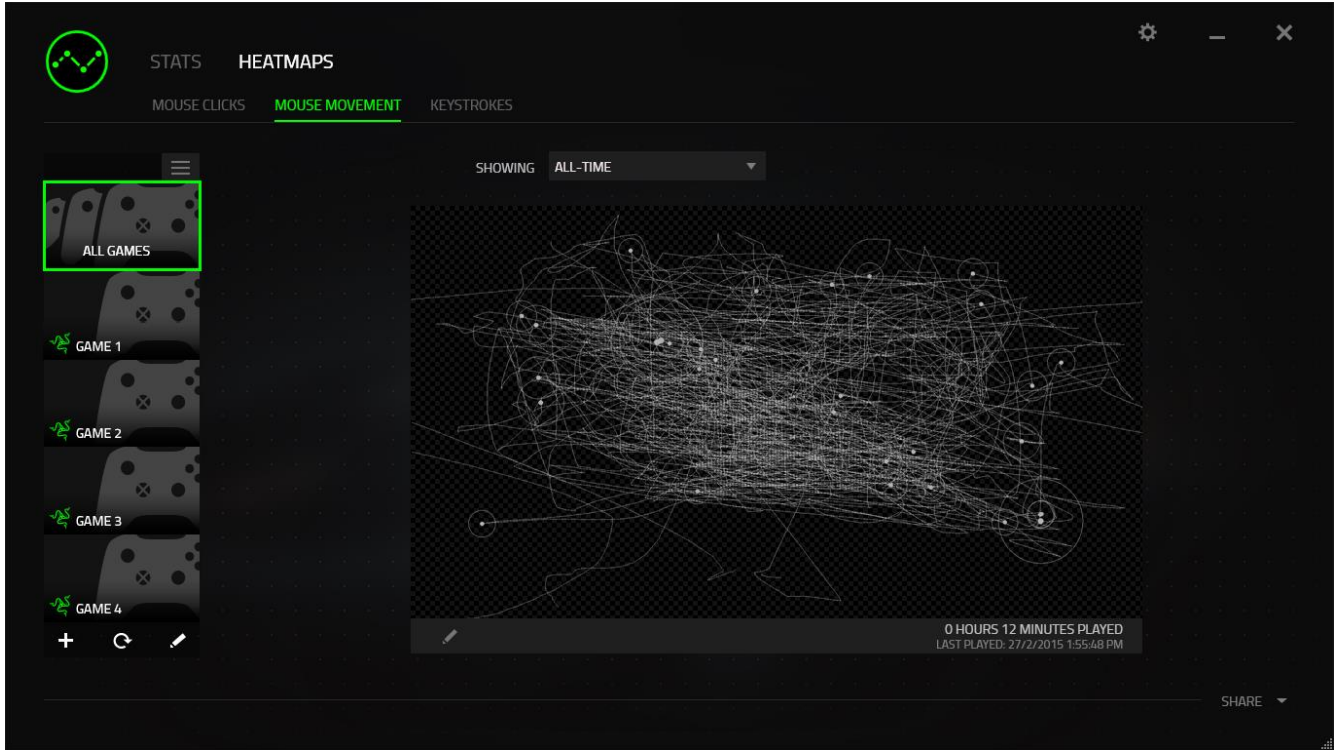 STATS HEATMAPS
MOUSE CLICKS MOUSE MOVEMENT KEYSTROKES
SHOWING ALL-TIME
ALL GAMES
GAME 1
GAME 2
GAME 3
GAME 4
0 HOURS 12 MINUTES PLAYED
LAST PLAYED: 27/2/2015 1:55:48 PM
SHARE